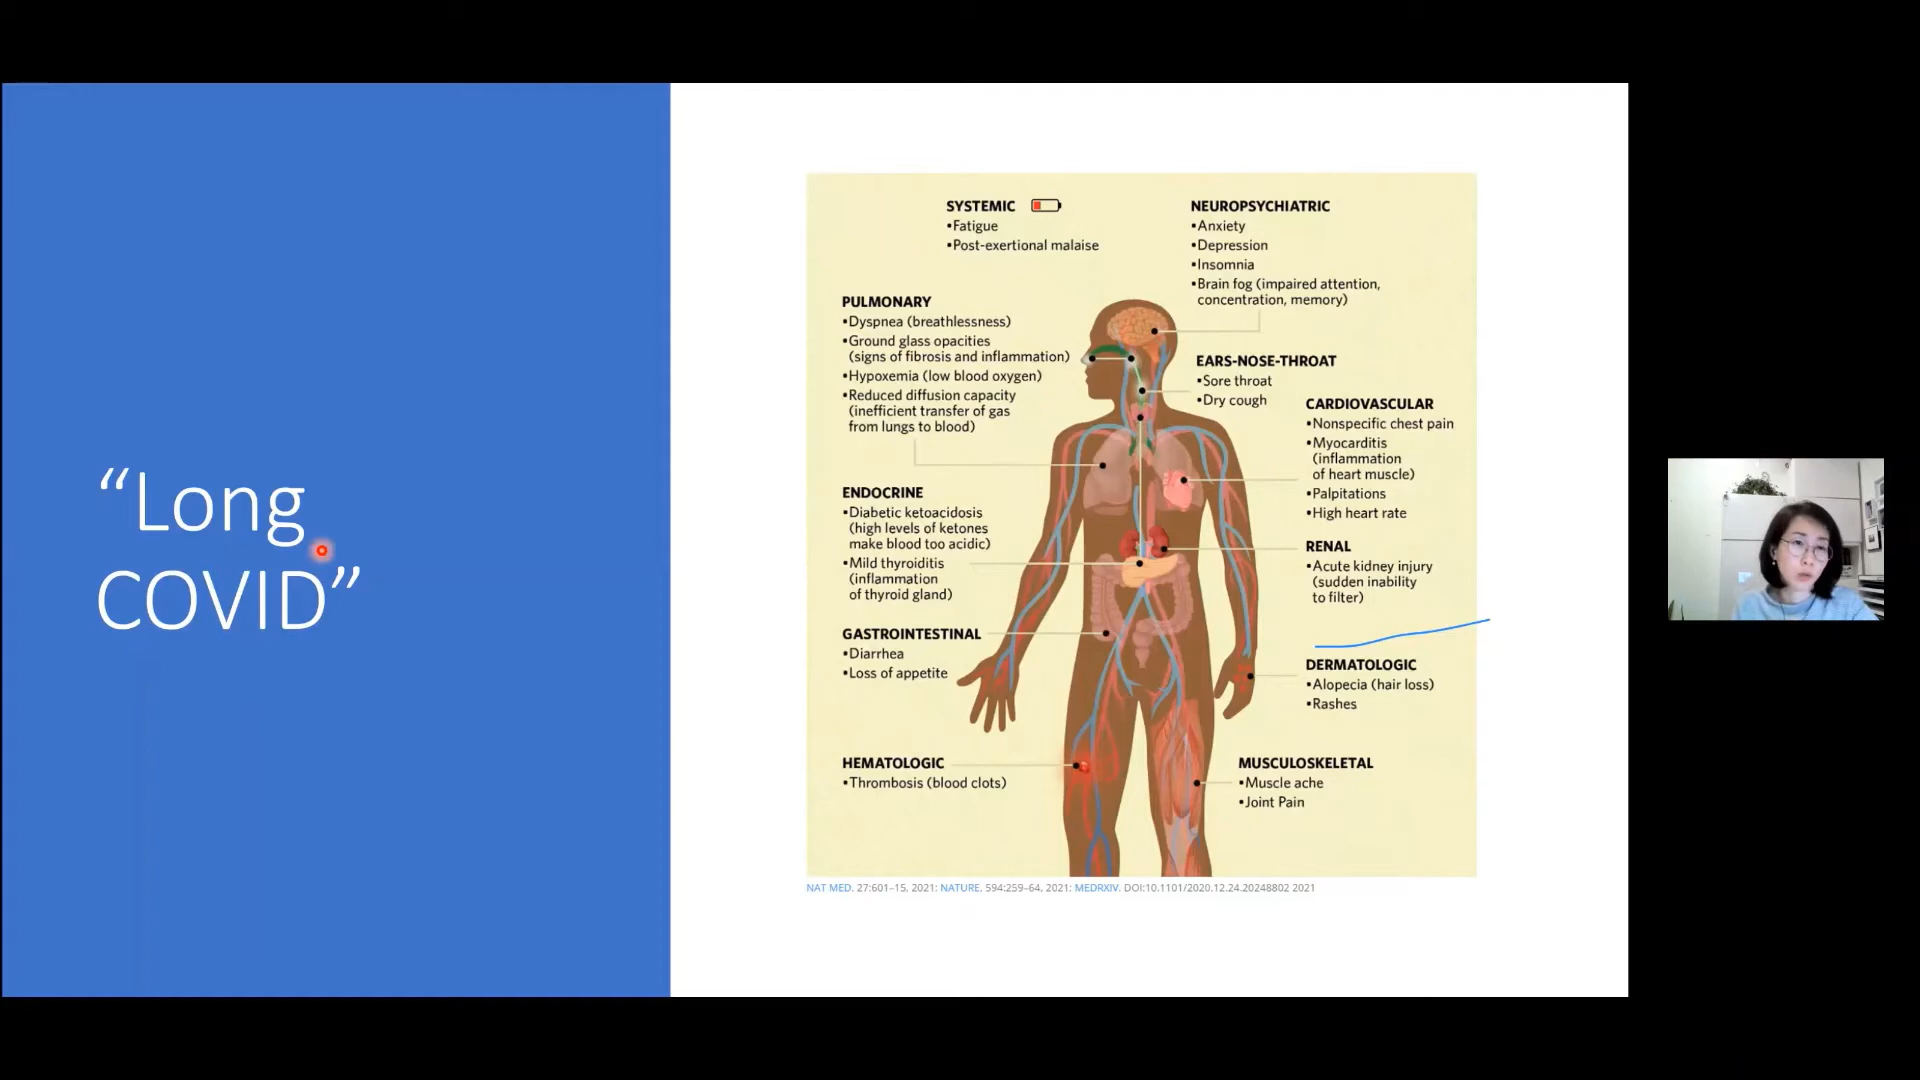 “Long
COVID”
SYSTEMIC
•Fatigue
•Post-exertional malaise
NEUROPSYCHIATRIC
•Anxiety
•Depression
•Insomnia
•Brain fog (impaired attention,
concentration, memory)
PULMONARY
•Dyspnea (breathlessness)
•Ground glass opacities
(signs of fibrosis and inflammation)
•Hypoxemia (low blood oxygen)
•Reduced diffusion capacity
(inefficient transfer of gas
from lungs to blood)
EARS-NOSE-THROAT
•Sore throat
•Dry cough
CARDIOVASCULAR
•Nonspecific chest pain
•Myocarditis
(inflammation
of heart muscle)
•Palpitations
•High heart rate
ENDOCRINE
•Diabetic ketoacidosis
(high levels of ketones
make blood too acidic)
•Mild thyroiditis
(inflammation
of thyroid gland)
RENAL
•Acute kidney injury
(sudden inability
to filter)
GASTROINTESTINAL
•Diarrhea
•Loss of appetite
DERMATOLOGIC
•Alopecia (hair loss)
•Rashes
HEMATOLOGIC
•Thrombosis (blood clots)
MUSCULOSKELETAL
•Muscle ache
•Joint Pain
NAT MED. 27:601–15, 2021: NATURE, 594:259–64, 2021: MEDRXIV. DOI:10.1101/2020.12.24.20248802 2021